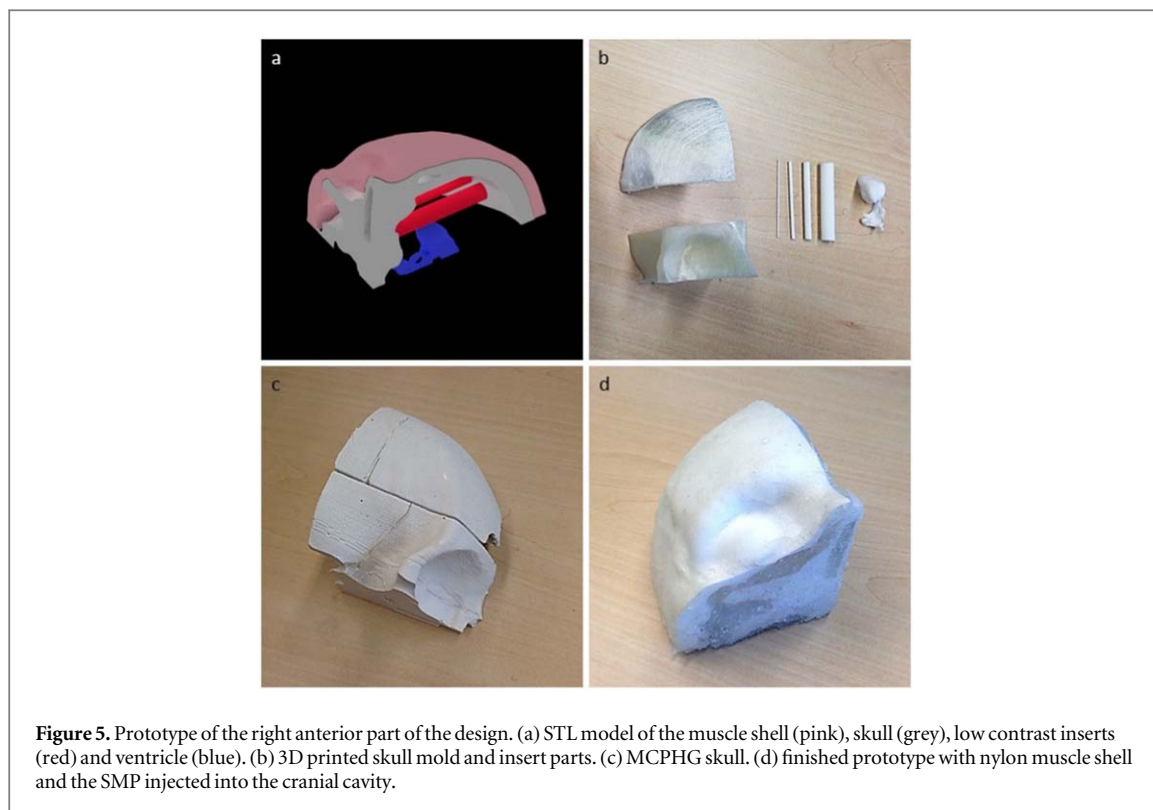 a
b
c
d
Figure 5. Prototype of the right anterior part of the design. (a) STL model of the muscle shell (pink), skull (grey), low contrast inserts
(red) and ventricle (blue). (b) 3D printed skull mold and insert parts. (c) MCPHG skull. (d) finished prototype with nylon muscle shell
and the SMP injected into the cranial cavity.